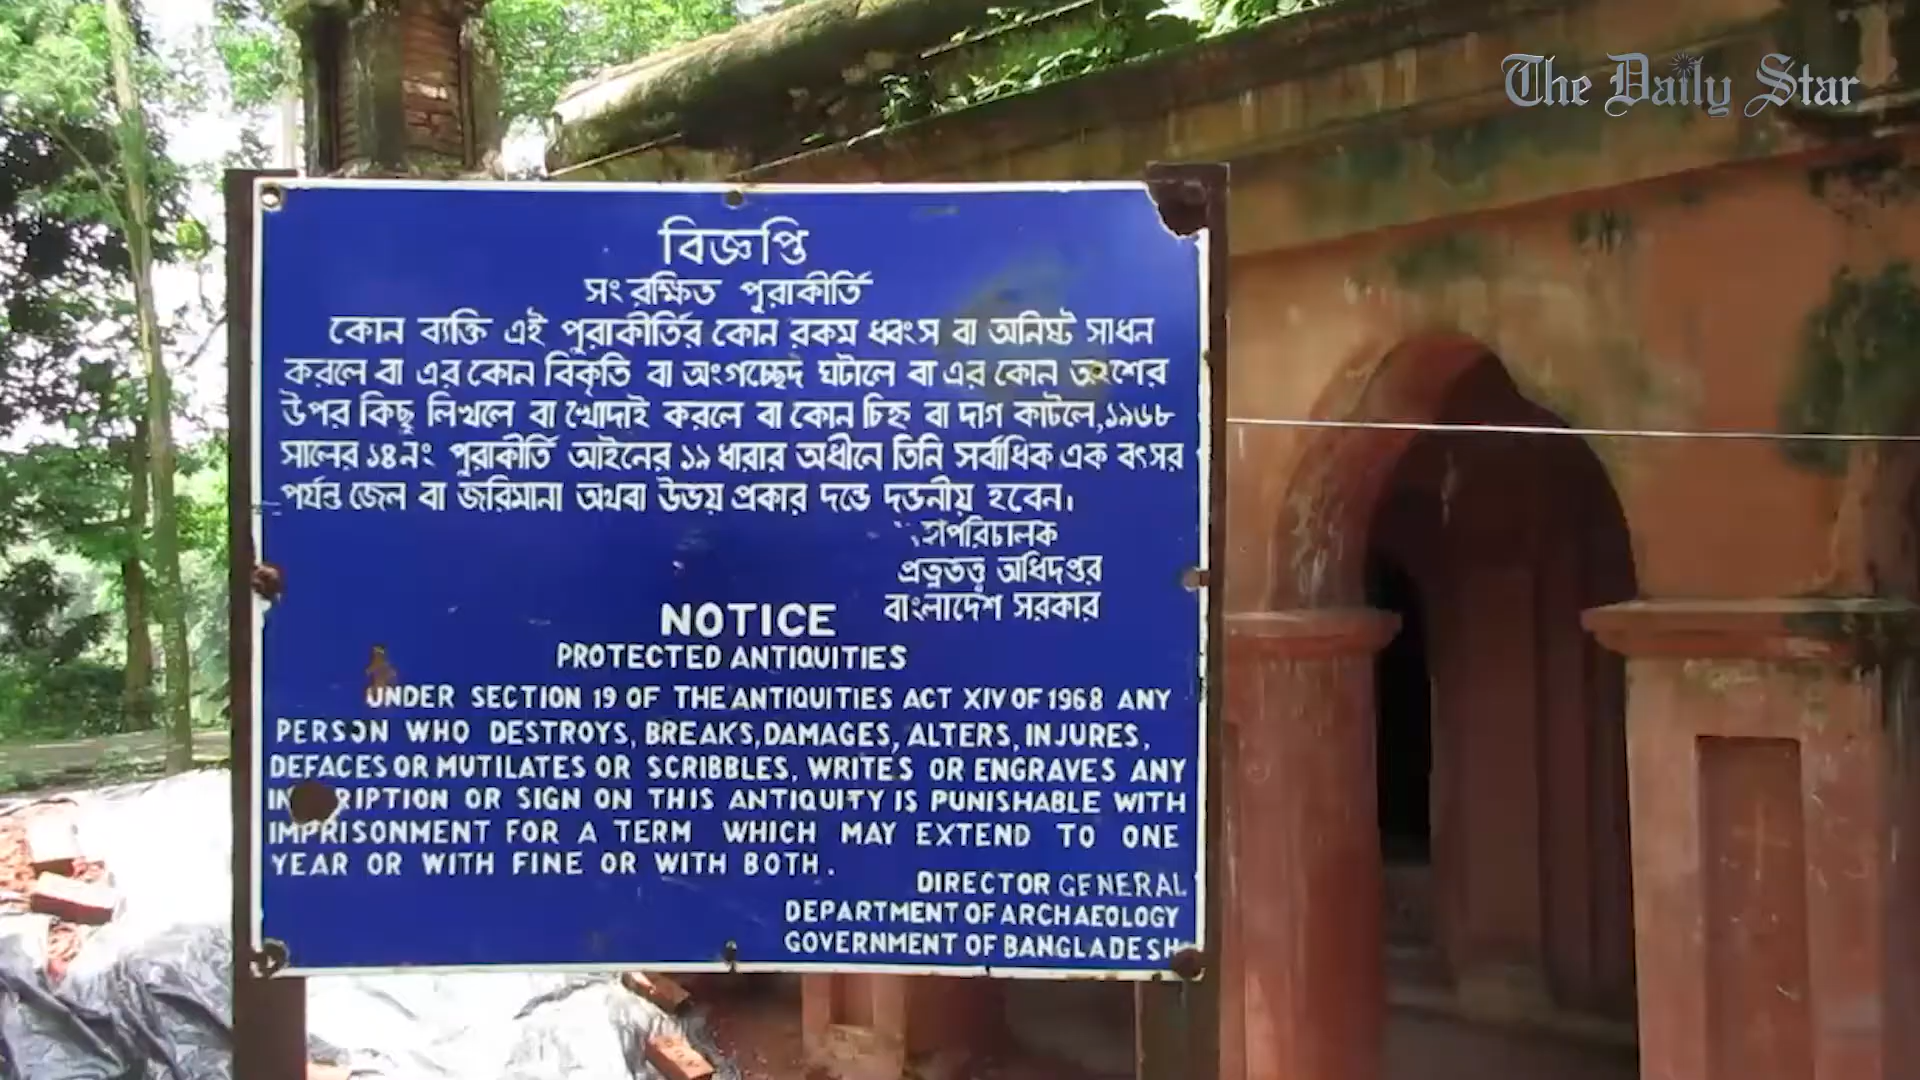 The Daily Star
বিজ্ঞপ্তি
সংরক্ষিত পুরাকীর্তি
কোন ব্যক্তি এই পুরাকীর্তির কোন রকম ধ্বংস বা অনিষ্ট সাধন
করলে বা এর কোন বিকৃতি বা অংগচ্ছেদ ঘটালে বা এর কোন অংশের
উপর কিছু লিখলে বা খোদাই করলে বা কোন চিহ্ন বা দাগ কাটলে,১৯৬৮
সালের ১৪নং পুরাকীর্তি আইনের ১৯ ধারার অধীনে তিনি সর্বাধিক এক বৎসর
পর্যন্ত জেল বা জরিমানা অথবা উভয় প্রকার দন্ডে দন্ডনীয় হবেন।
প্রত্নতত্ত্ব অধিদপ্তর
বাংলাদেশ সরকার
NOTICE
PROTECTED ANTIQUITIES
UNDER SECTION 19 OF THE ANTIQUITIES ACT XIV OF 1968 ANY
PERSON WHO DESTROYS, BREAKS, DAMAGES, ALTERS, INJURES,
DEFACES OR MUTILATES OR SCRIBBLES, WRITES OR ENGRAVES ANY
OR SIGN ON THIS ANTIQUITY IS PUNISHABLE WITH
IMPRISONMENT FOR A TERM WHICH MAY EXTEND TO ONE
YEAR OR WITH FINE OR WITH BOTH.
DIRECTOR GENERAL
DEPARTMENT OF ARCHAEOLOGY
GOVERNMENT OF BANGLADESH